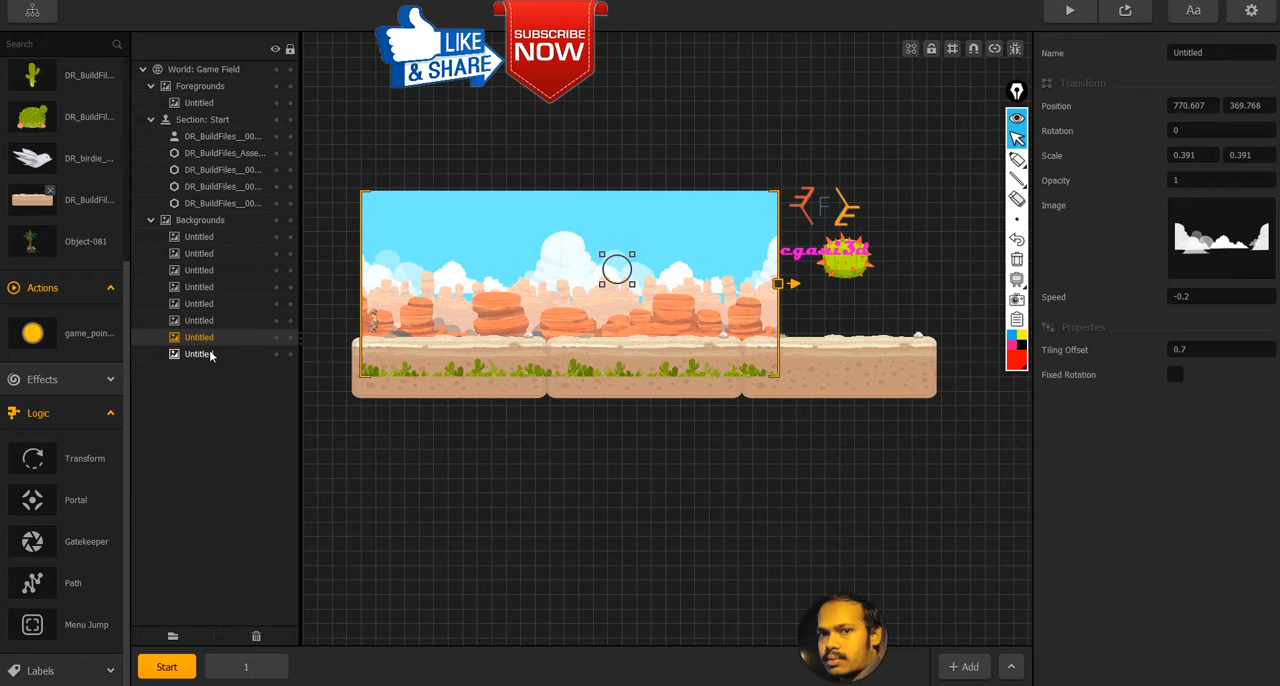 LIKE
& SHARE
SUBSCRIBE
NOW
Aa
Search
DR_BuildFil...
DR_BuildFil...
DR_birdie_...
DR_BuildFil...
Object-081
Actions
game_poin...
Effects
Logic
Transform
Portal
Gatekeeper
Path
Menu Jump
Labels
World: Game Field
Foregrounds
Untitled
Section: Start
DR_BuildFiles__00...
DR_BuildFiles_Asse...
DR_BuildFiles__00...
DR_BuildFiles__00...
DR_BuildFiles__00...
Backgrounds
Untitled
Untitled
Untitled
Untitled
Untitled
Untitled
Untitled
Untitled
F
cgasi3d
Start
1
+ Add
Name Untitled
Transform
Position 770.607 369.768
Rotation 0
Scale 0.391 0.391
Opacity 1
Image
Speed -0.2
Properties
Tiling Offset 0.7
Fixed Rotation